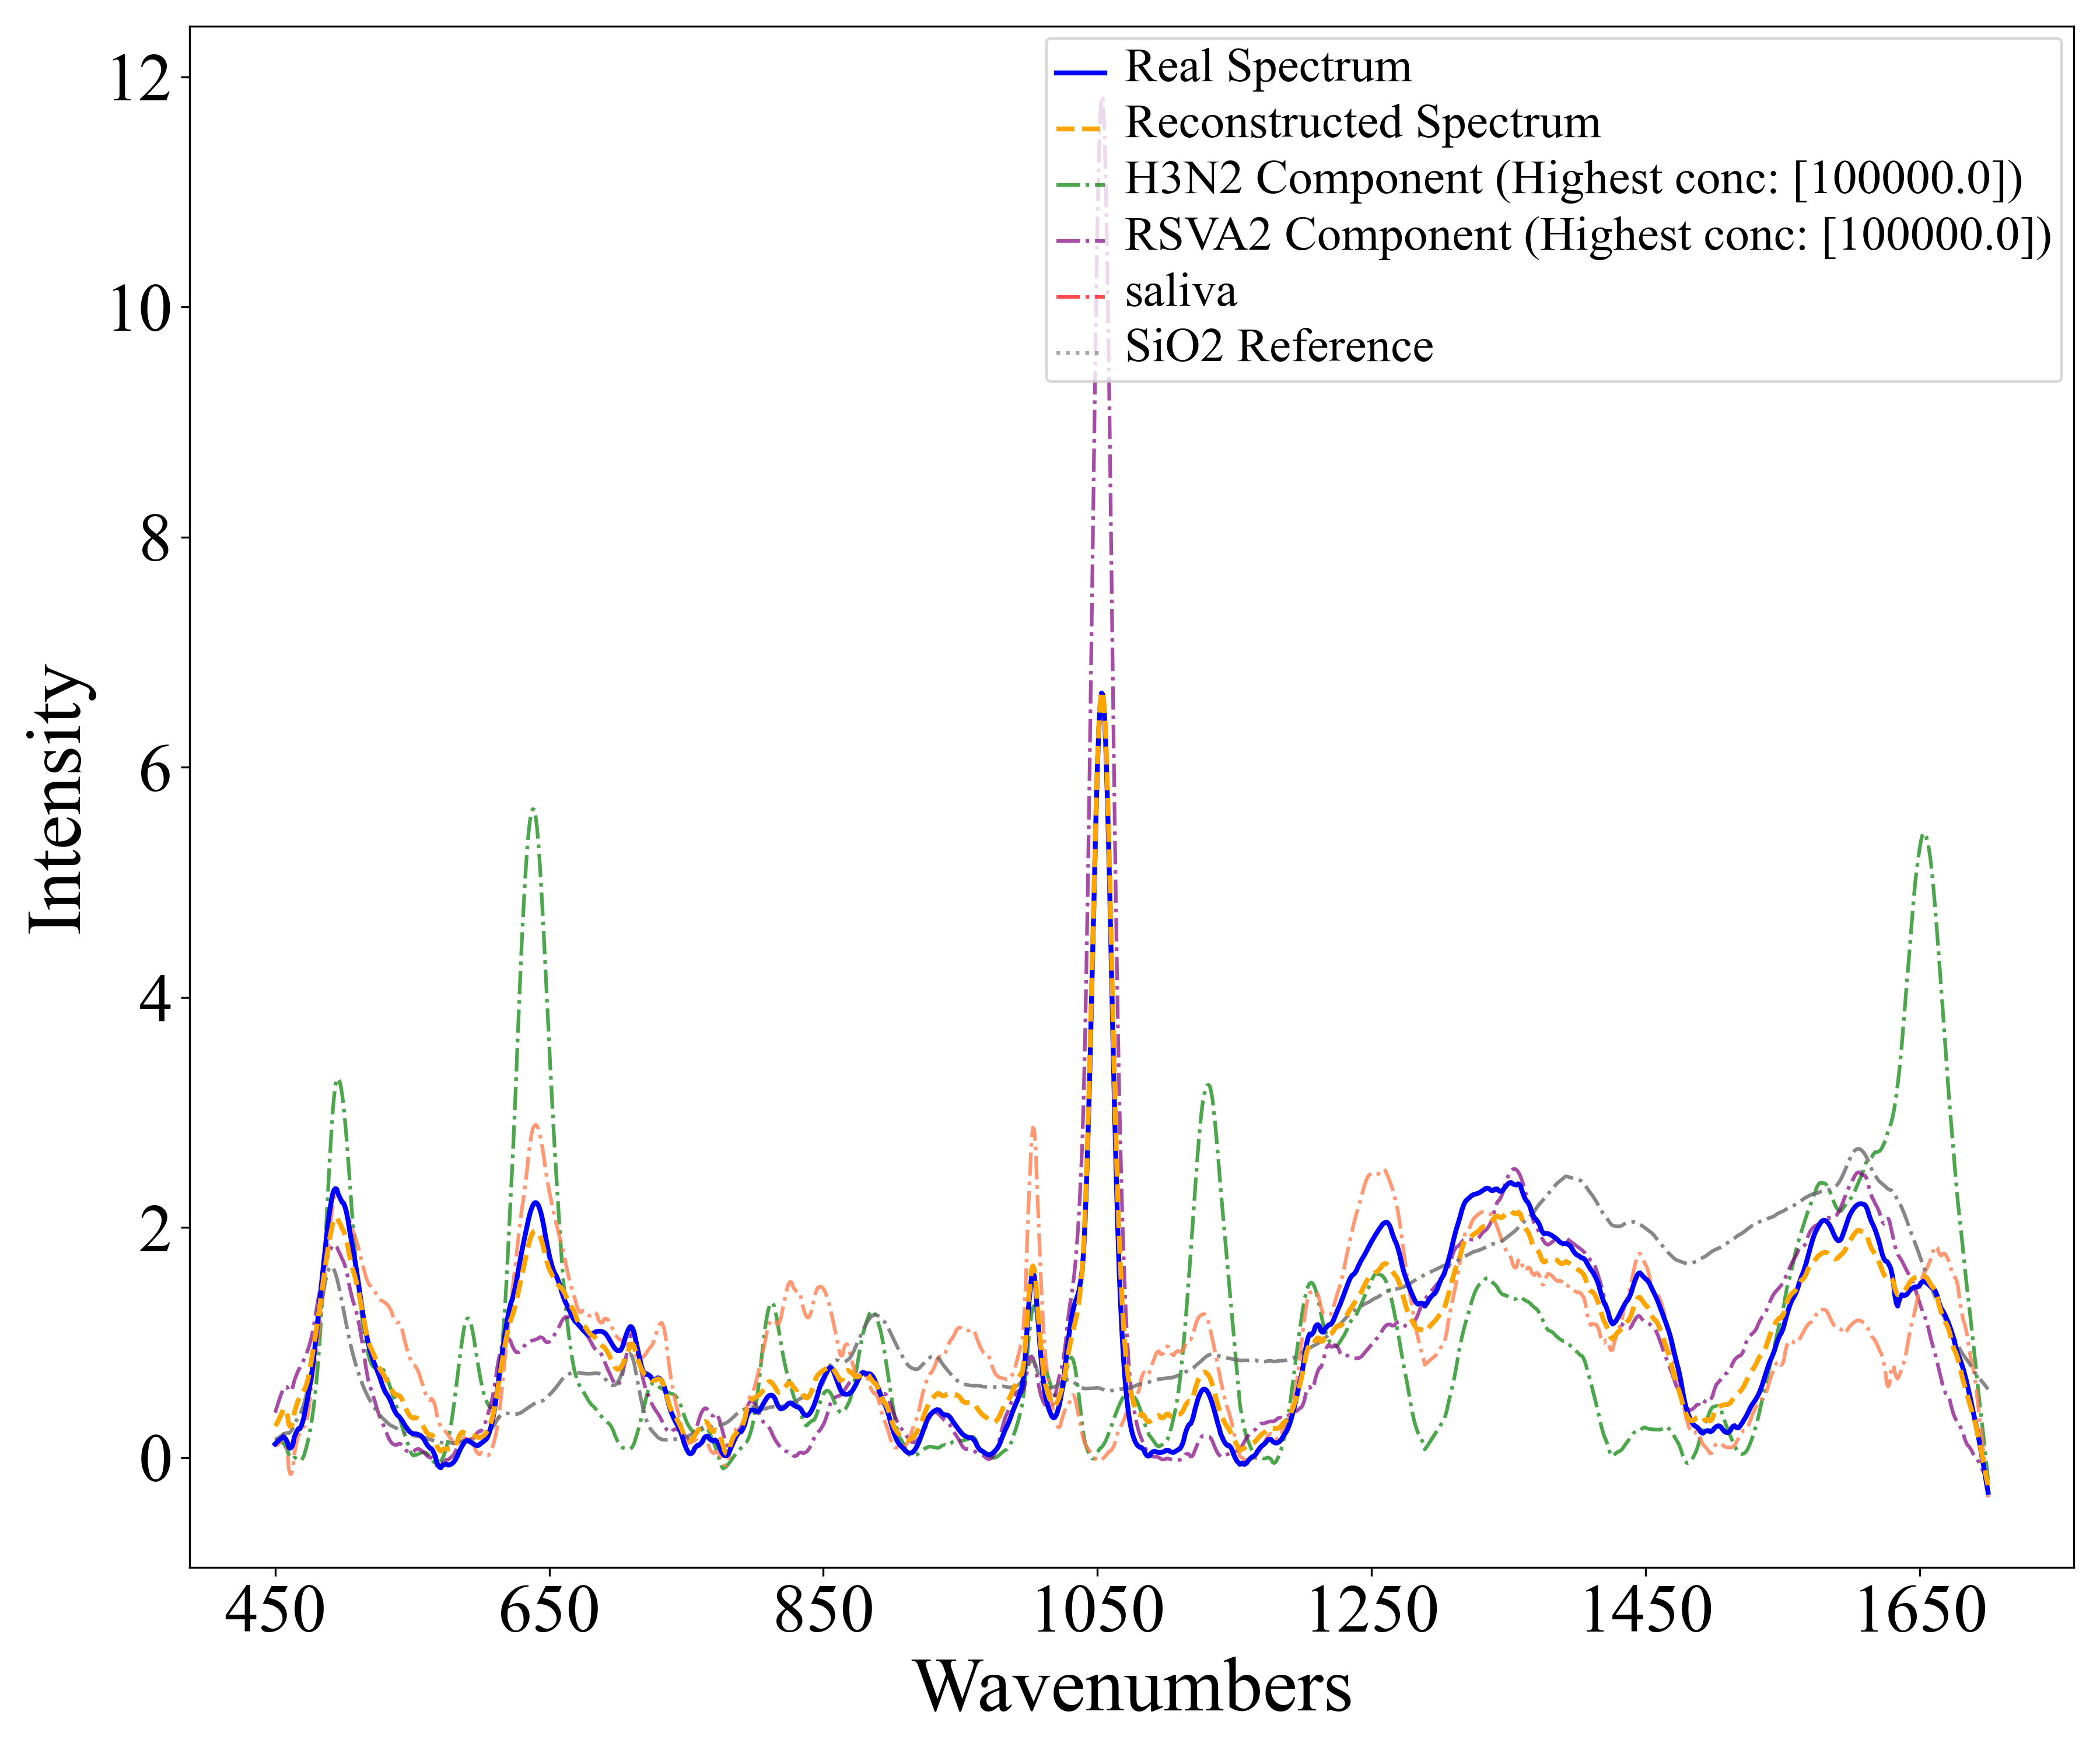 Real Spectrum
Reconstructed Spectrum
H3N2 Component (Highest conc: [100000.0])
RSVA2 Component (Highest conc: [100000.0])
saliva
SiO2 Reference
12
10
8
6
4
2
0
Intensity
450 650 850 1050 1250 1450 1650
Wavenumbers